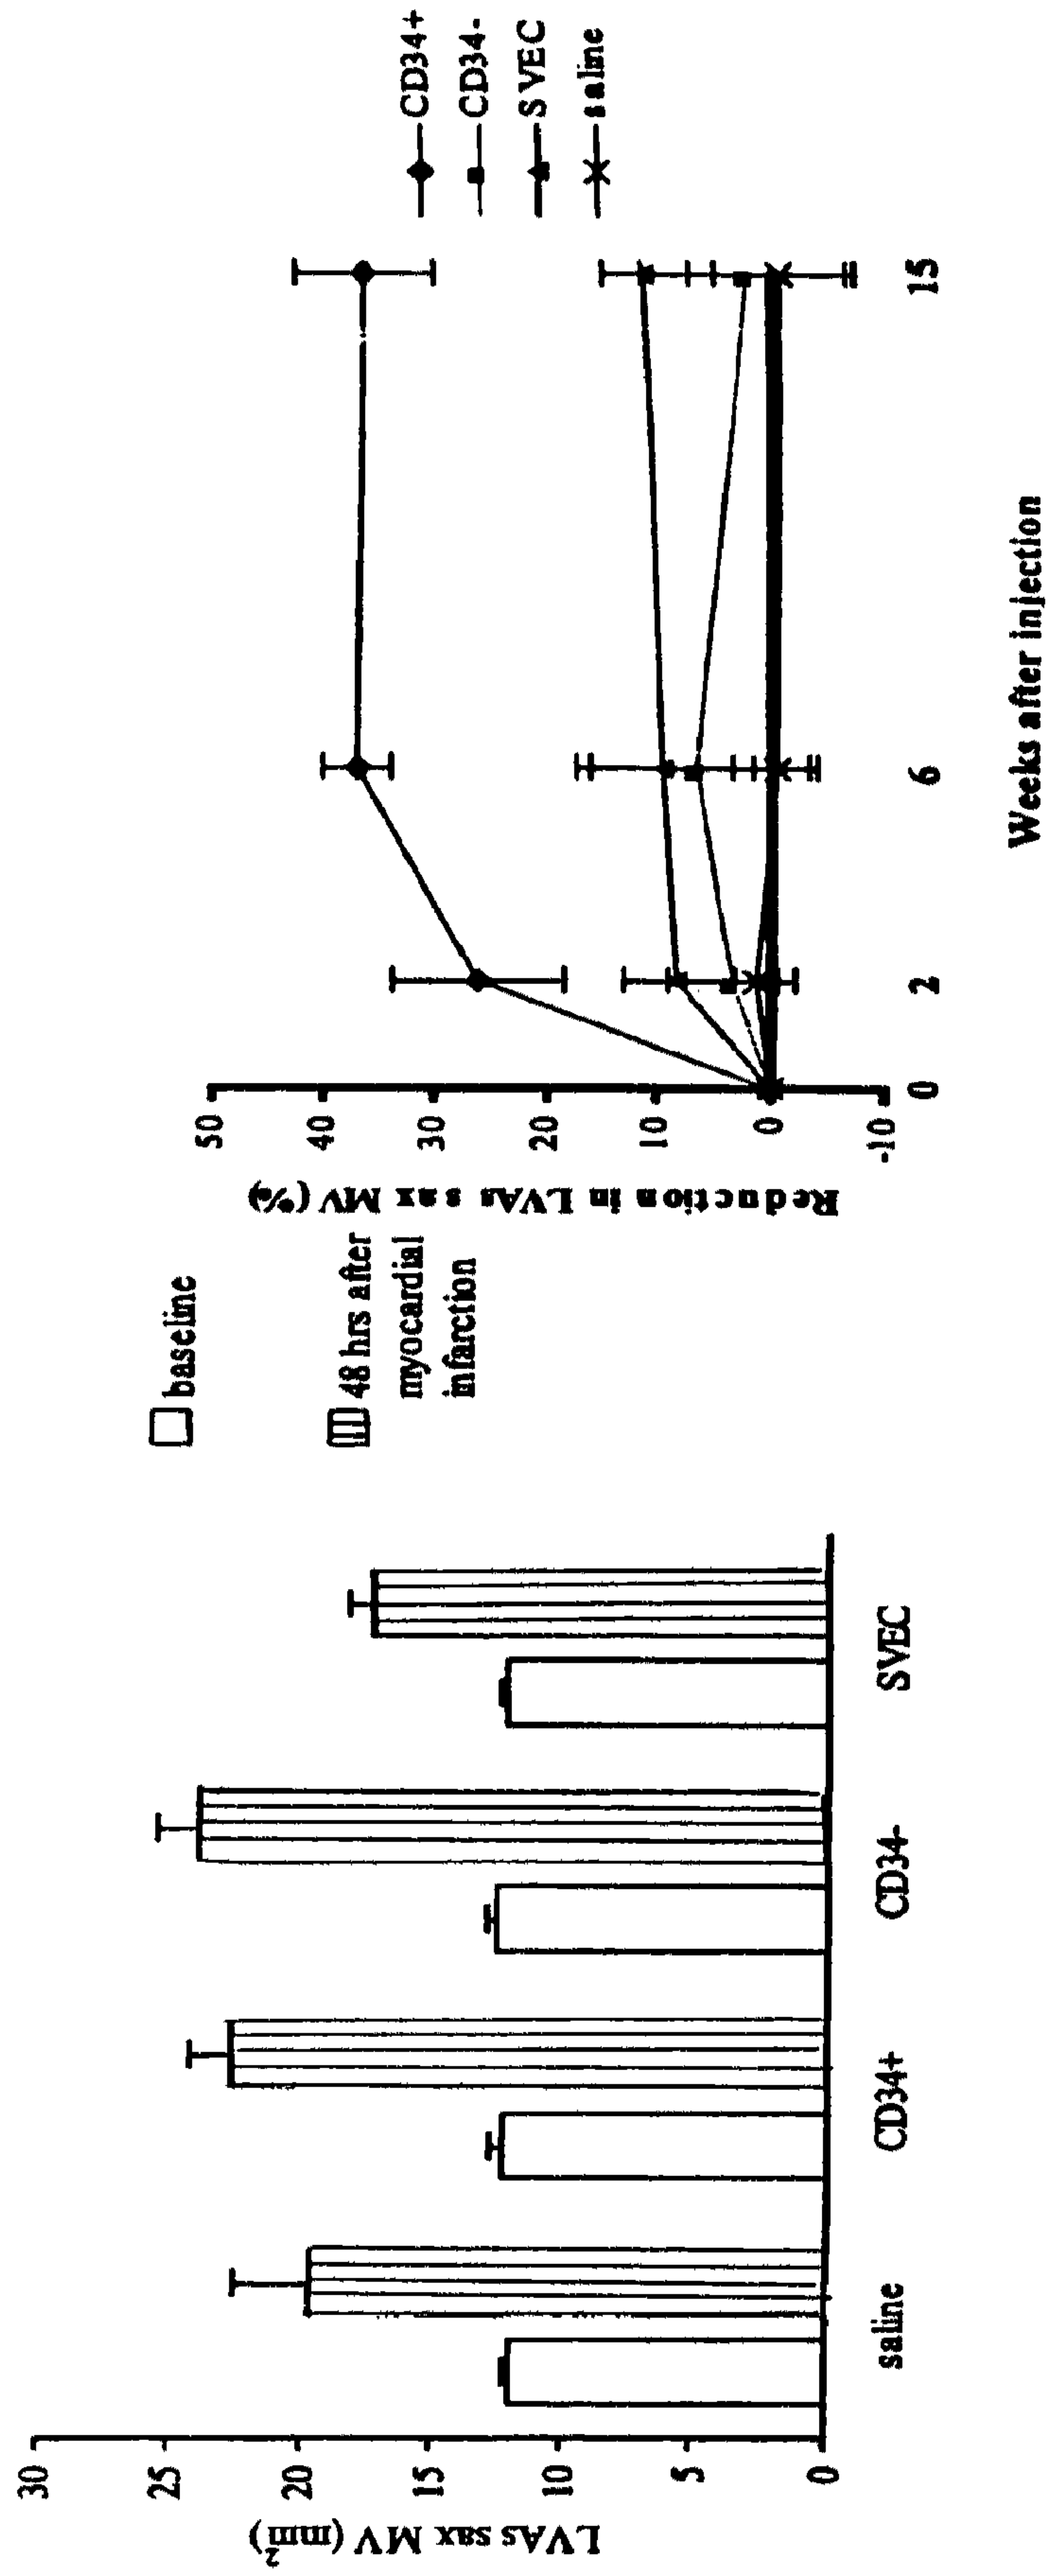 LVAs sax MV (mm2)
30
25
20
15
10
5
0
saline
CD34+
CD34-
SVEC
baseline
48 hrs after
myocardial
infarction
Reduction in LVAs sax MV (%)
50
40
30
20
10
0
-10
0
2
6
15
Weeks after injection
CD34+
CD34-
SVEC
saline